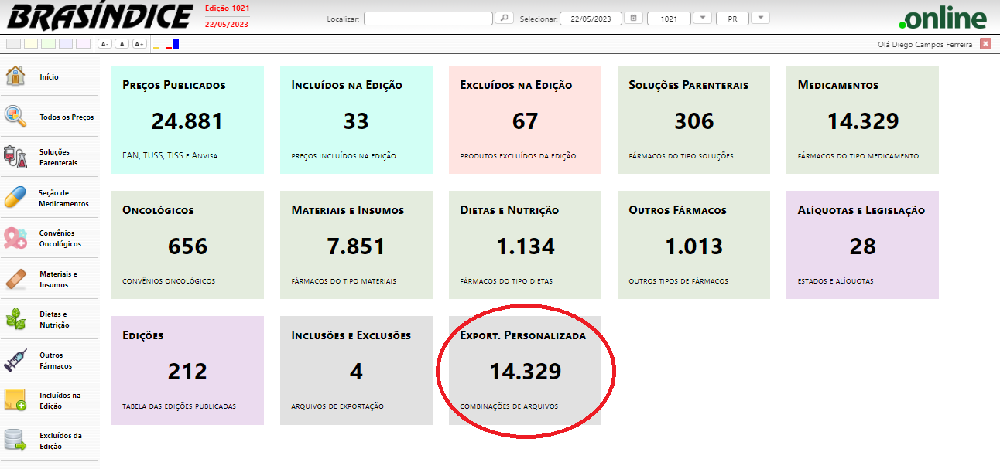 BRASÍNDICE
Edição 1021
22/05/2023
Localizar:
Selecionar: 22/05/2023 1021 PR
.online
A- A A+
Olá Diego Campos Ferreira
Início
Todos os Preços
Soluções
Parenterais
Seção de
Medicamentos
Convênios
Oncológicos
Materiais e
Insumos
Dietas e
Nutrição
Outros
Fármacos
Incluídos na
Edição
Excluídos da
Edição
Preços Publicados
24.881
EAN, TUSS, TISS e Anvisa
Incluídos na Edição
33
preços incluídos na edição
Excluídos na Edição
67
produtos excluídos da edição
Soluções Parenterais
306
fármacos do tipo soluções
Medicamentos
14.329
fármacos do tipo medicamento
Oncológicos
656
convênios oncológicos
Materiais e Insumos
7.851
fármacos do tipo materiais
Dietas e Nutrição
1.134
fármacos do tipo dietas
Outros Fármacos
1.013
outros tipos de fármacos
Alíquotas e Legislação
28
estados e alíquotas
Edições
212
tabela das edições publicadas
Inclusões e Exclusões
4
arquivos de exportação
Export. Personalizada
14.329
combinações de arquivos